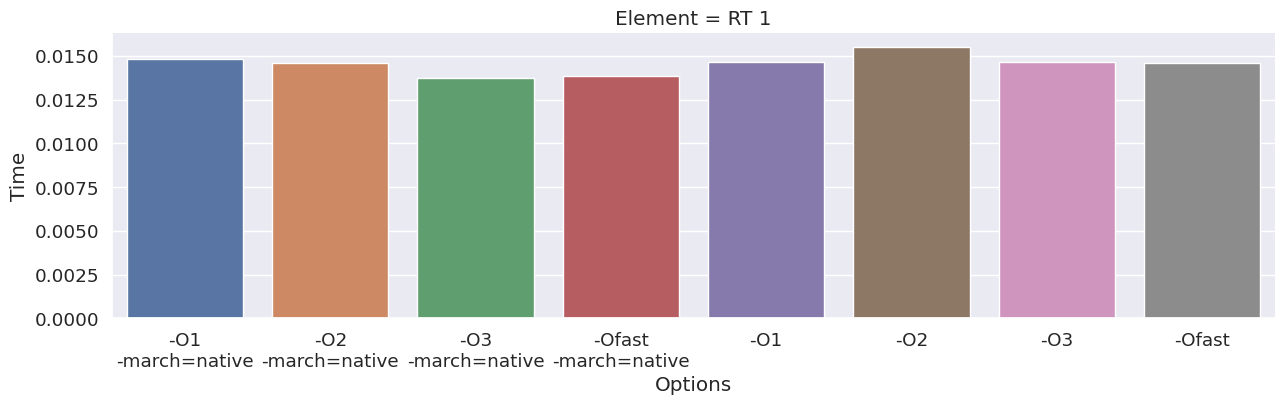 Element = RT 1
Time
0.0150
0.0125
0.0100
0.0075
0.0050
0.0025
0.0000
-O1
-march=native
-O2
-march=native
-O3
-march=native
-Ofast
-march=native
-O1
-O2
-O3
-Ofast
Options